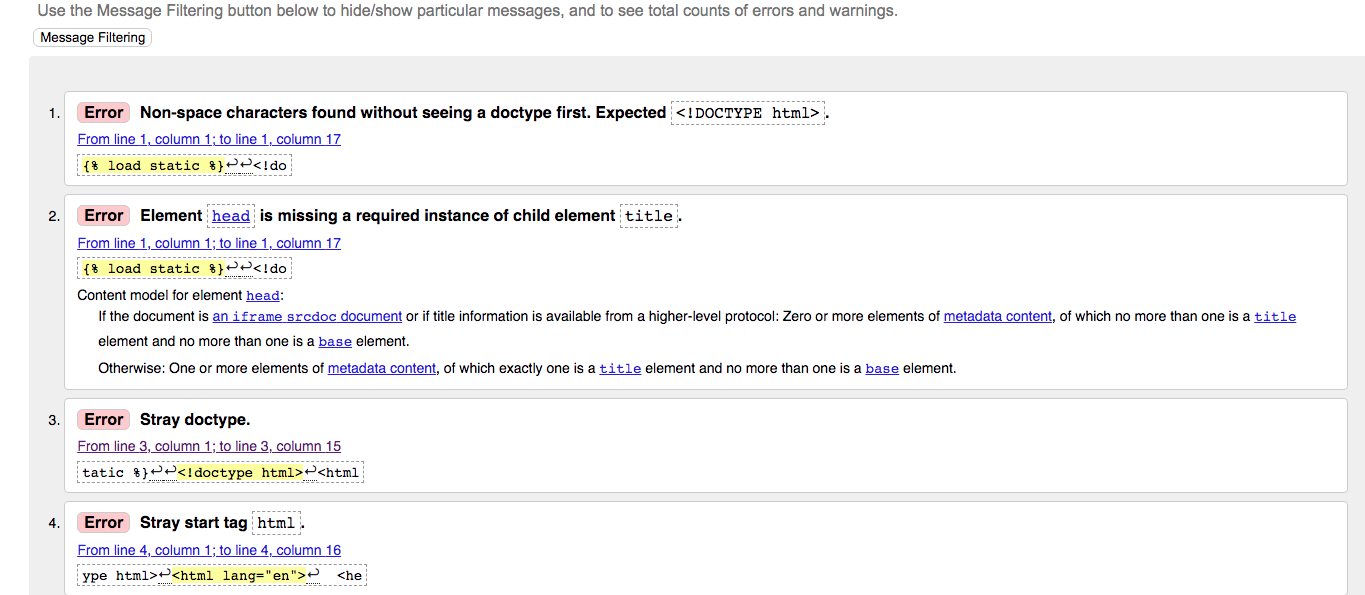 Use the Message Filtering button below to hide/show particular messages, and to see total counts of errors and warnings.
Message Filtering
1. Error Non-space characters found without seeing a doctype first. Expected <!DOCTYPE html>.
From line 1, column 1; to line 1, column 17
{% load static %}↩↩<!do
2. Error Element head is missing a required instance of child element title.
From line 1, column 1; to line 1, column 17
{% load static %}↩↩<!do
Content model for element head:
If the document is an iframe srcdoc document or if title information is available from a higher-level protocol: Zero or more elements of metadata content, of which no more than one is a title
element and no more than one is a base element.
Otherwise: One or more elements of metadata content, of which exactly one is a title element and no more than one is a base element.
3. Error Stray doctype.
From line 3, column 1; to line 3, column 15
tatic %}↩↩<!doctype html>↩<html
4. Error Stray start tag html.
From line 4, column 1; to line 4, column 16
ype html>↩<html lang="en">↩  <he